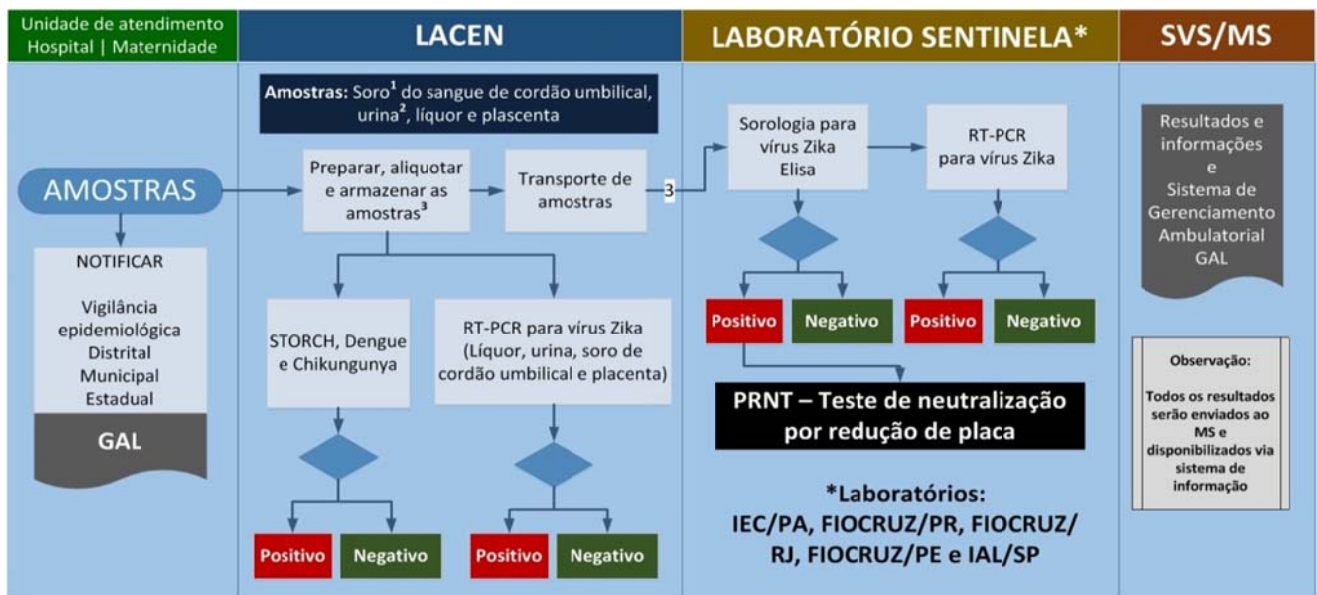 Unidade de atendimento
Hospital | Maternidade
LACEN
LABORATÓRIO SENTINELA*
SVS/MS
AMOSTRAS
NOTIFICAR
Vigilância
epidemiológica
Distrital
Municipal
Estadual
GAL
Amostras: Soro¹ do sangue de cordão umbilical,
urina², líquor e plascenta
Preparar, aliquotar
e armazenar as
amostras³
Transporte de
amostras
3
STORCH, Dengue
e Chikungunya
RT-PCR para vírus Zika
(Líquor, urina, soro de
cordão umbilical e placenta)
Positivo
Negativo
Positivo
Negativo
Sorologia para
vírus Zika
Elisa
RT-PCR
para vírus Zika
Positivo
Negativo
Positivo
Negativo
PRNT – Teste de neutralização
por redução de placa
*Laboratórios:
IEC/PA, FIOCRUZ/PR, FIOCRUZ/
RJ, FIOCRUZ/PE e IAL/SP
Resultados e
informações
e
Sistema de
Gerenciamento
Ambulatorial
GAL
Observação:
Todos os resultados
serão enviados ao
MS e
disponibilizados via
sistema de
informação